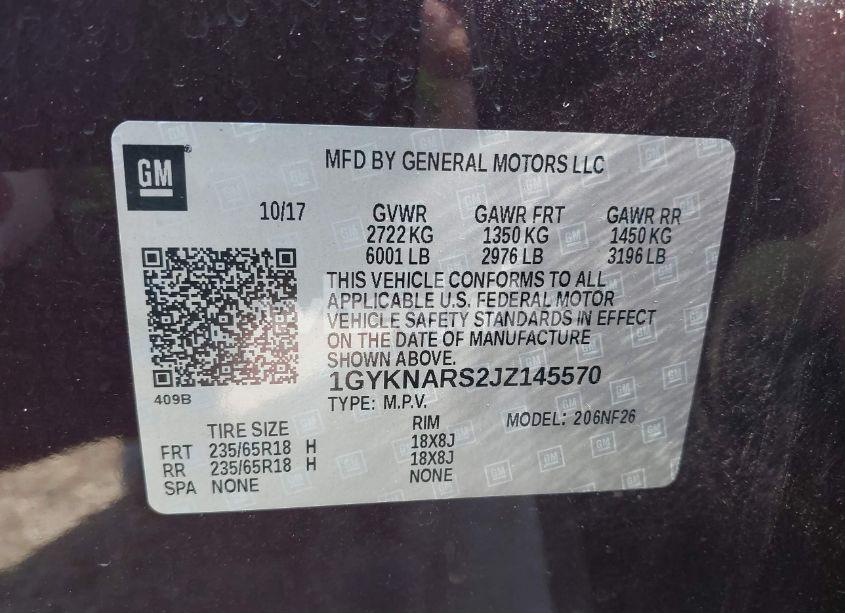 GM
MFD BY GENERAL MOTORS LLC
10/17 GVWR GAWR FRT GAWR RR
2722 KG 1350 KG 1450 KG
6001 LB 2976 LB 3196 LB
THIS VEHICLE CONFORMS TO ALL
APPLICABLE U.S. FEDERAL MOTOR
VEHICLE SAFETY STANDARDS IN EFFECT
ON THE DATE OF MANUFACTURE
SHOWN ABOVE.
409B
1GYKNARS2JZ145570
TYPE: M.P.V. MODEL: 206NF26
TIRE SIZE RIM
FRT 235/65R18 H 18X8J
RR 235/65R18 H 18X8J
SPA NONE NONE